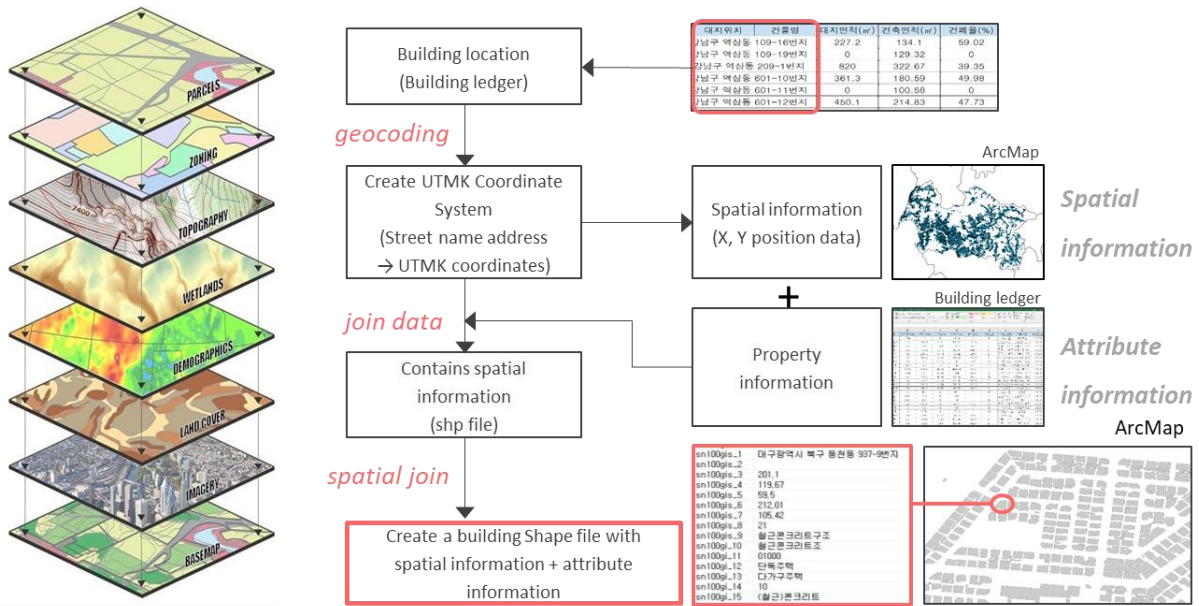 PARCELS
ZONING
7400
TOPOGRAPHY
WETLANDS
DEMOGRAPHICS
LAND COVER
IMAGERY
BASEMAP
Building location
(Building ledger)
geocoding
Create UTMK Coordinate
System
(Street name address
→ UTMK coordinates)
join data
Contains spatial
information
(shp file)
spatial join
Create a building Shape file with
spatial information + attribute
information
대지위치 건물명 대지면적(㎡) 건축면적(㎡) 건폐율(%)
강남구 역삼동 109-16번지 227.2 134.1 59.02
강남구 역삼동 109-19번지 0 129.32 0
강남구 역삼동 209-1번지 820 322.67 39.35
강남구 역삼동 601-10번지 361.3 180.59 49.98
강남구 역삼동 601-11번지 0 100.58 0
강남구 역삼동 601-12번지 450.1 214.83 47.73
Spatial information
(X, Y position data)
+
Property
information
ArcMap
Spatial
information
Building ledger
Attribute
information
ArcMap
sn100gis_1 대구광역시 북구 동천동 937-9번지
sn100gis_2
sn100gis_3 201,1
sn100gis_4 119,67
sn100gis_5 59,5
sn100gis_6 212,01
sn100gis_7 105,42
sn100gis_8 21
sn100gis_9 철근콘크리트구조
sn100gi_10 철근콘크리트조
sn100gi_11 01000
sn100gi_12 단독주택
sn100gi_13 다가구주택
sn100gi_14 10
sn100gi_15 (철근)콘크리트